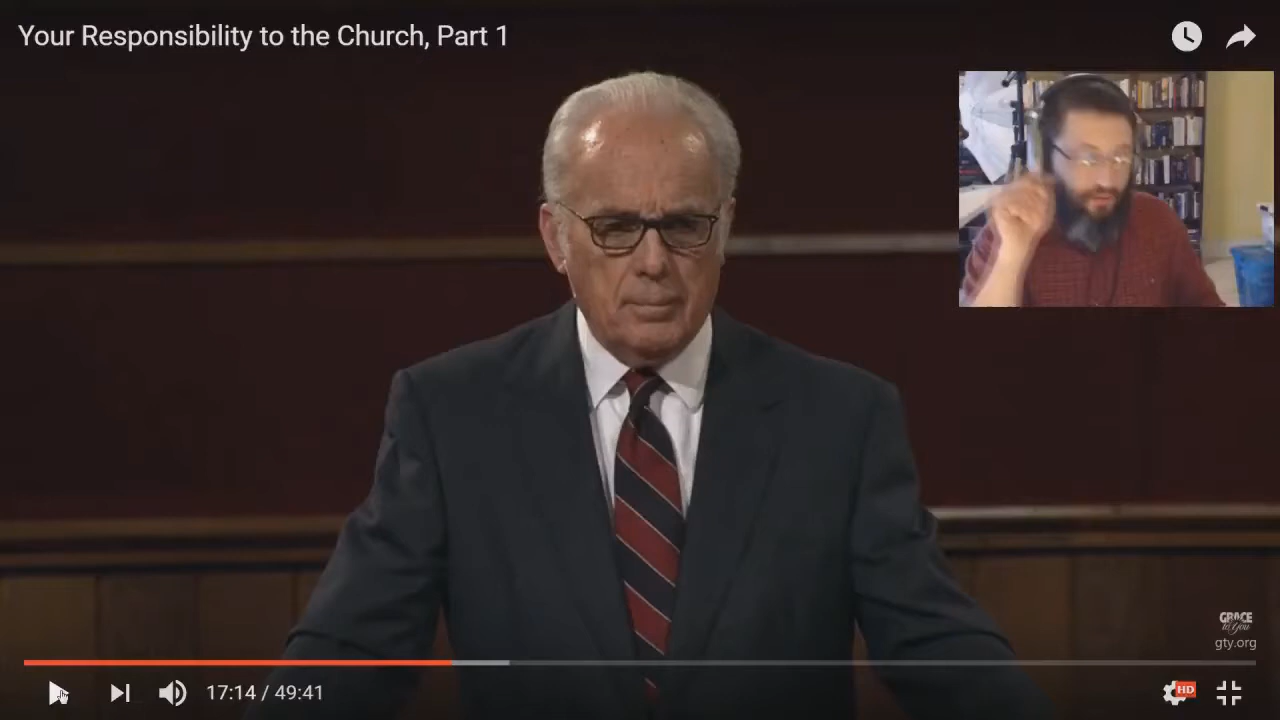 Your Responsibility to the Church, Part 1
GRACE
to You
gty.org
17:14 / 49:41
HD